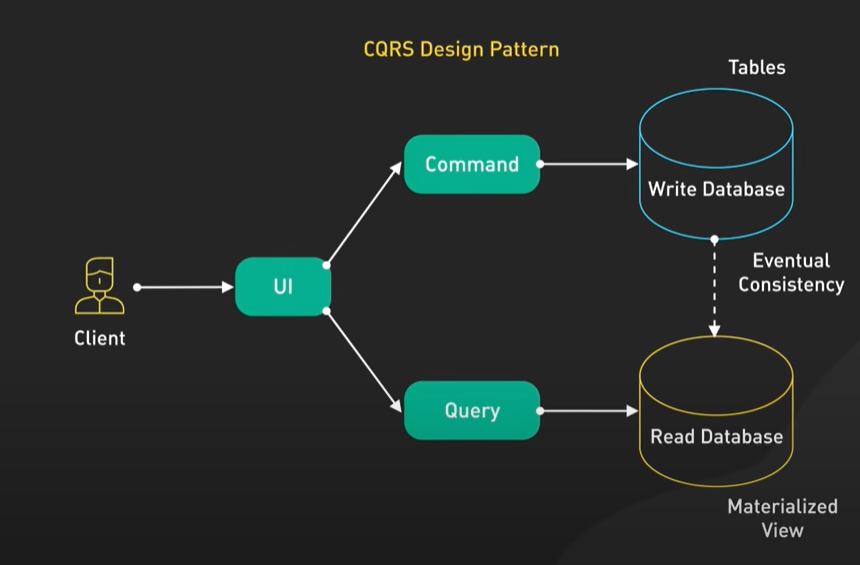 CQRS Design Pattern
Tables
Command
Write Database
Eventual
Consistency
UI
Client
Query
Read Database
Materialized
View